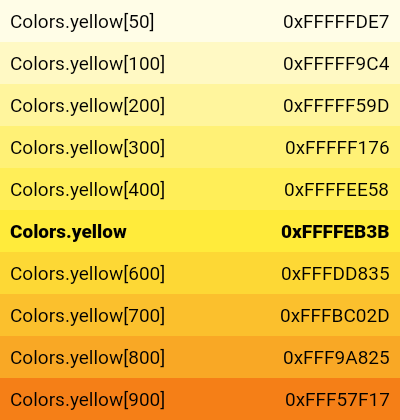 Colors.yellow[50] 0xFFFFFDE7
Colors.yellow[100] 0xFFFFF9C4
Colors.yellow[200] 0xFFFFF59D
Colors.yellow[300] 0xFFFFF176
Colors.yellow[400] 0xFFFFEE58
Colors.yellow 0xFFFFEB3B
Colors.yellow[600] 0xFFFDD835
Colors.yellow[700] 0xFFFBC02D
Colors.yellow[800] 0xFFF9A825
Colors.yellow[900] 0xFFF57F17